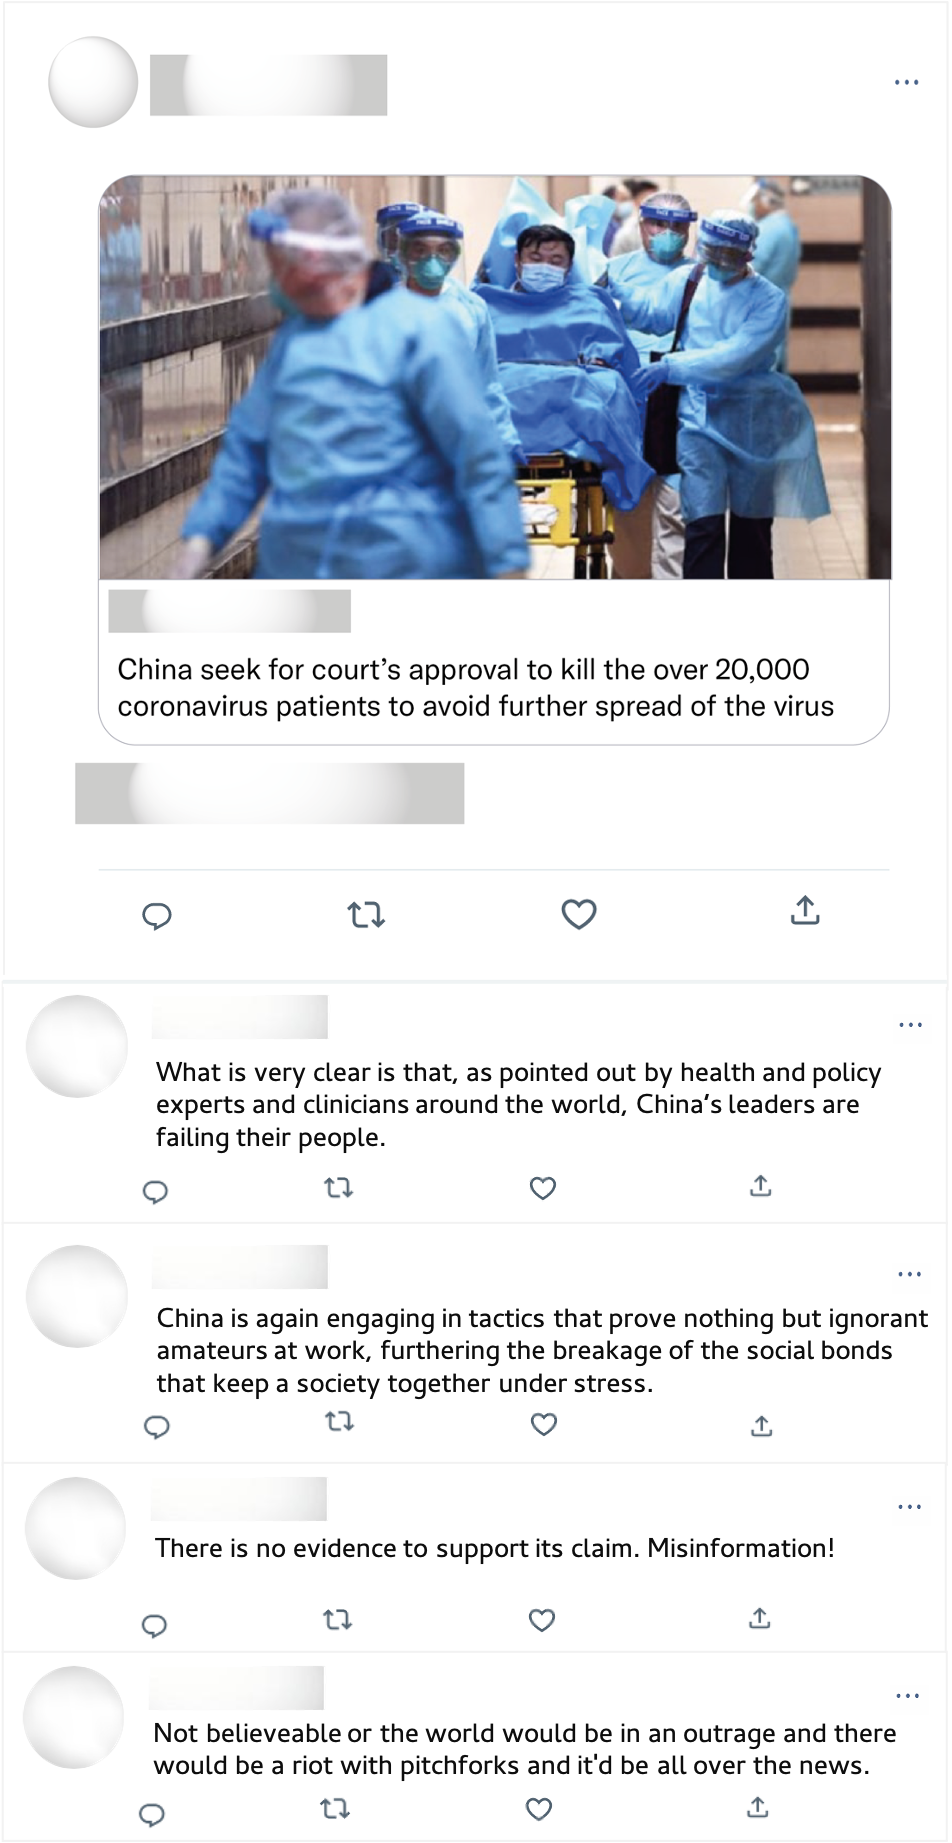 China seek for court's approval to kill the over 20,000
coronavirus patients to avoid further spread of the virus
What is very clear is that, as pointed out by health and policy
experts and clinicians around the world, China's leaders are
failing their people.
China is again engaging in tactics that prove nothing but ignorant
amateurs at work, furthering the breakage of the social bonds
that keep a society together under stress.
There is no evidence to support its claim. Misinformation!
Not believeable or the world would be in an outrage and there
would be a riot with pitchforks and it'd be all over the news.